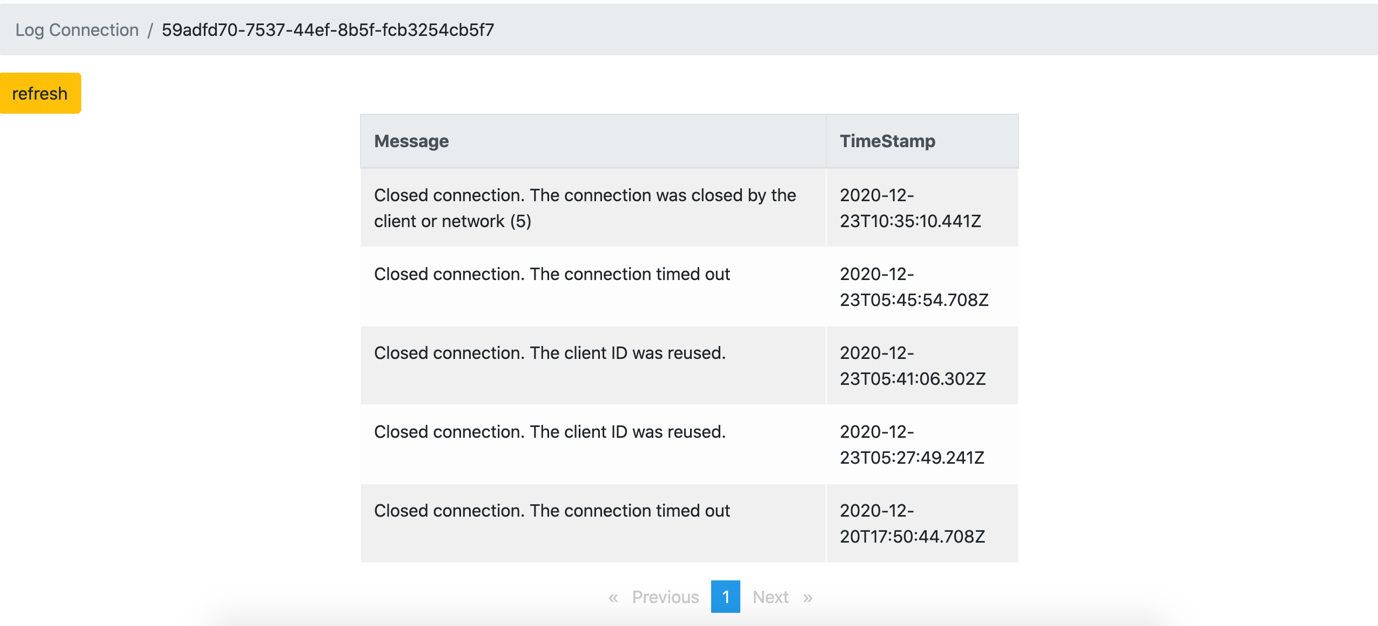 Log Connection / 59adfd70-7537-44ef-8b5f-fcb3254cb5f7
refresh
Message TimeStamp
Closed connection. The connection was closed by the 2020-12-
client or network (5) 23T10:35:10.441Z
Closed connection. The connection timed out 2020-12-
23T05:45:54.708Z
Closed connection. The client ID was reused. 2020-12-
23T05:41:06.302Z
Closed connection. The client ID was reused. 2020-12-
23T05:27:49.241Z
Closed connection. The connection timed out 2020-12-
20T17:50:44.708Z
« Previous 1 Next »